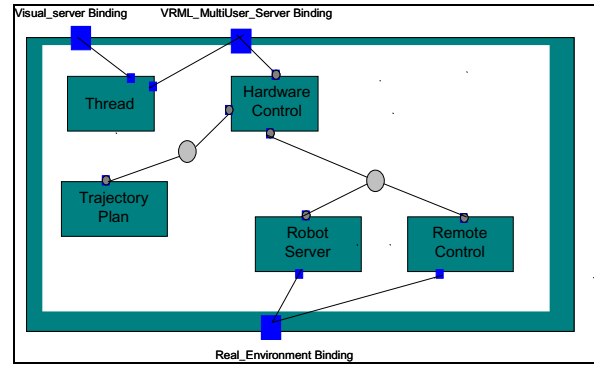 Visual_server Binding VRML_MultiUser_Server Binding
Thread
Hardware
Control
Trajectory
Plan
Robot
Server
Remote
Control
Real_Environment Binding